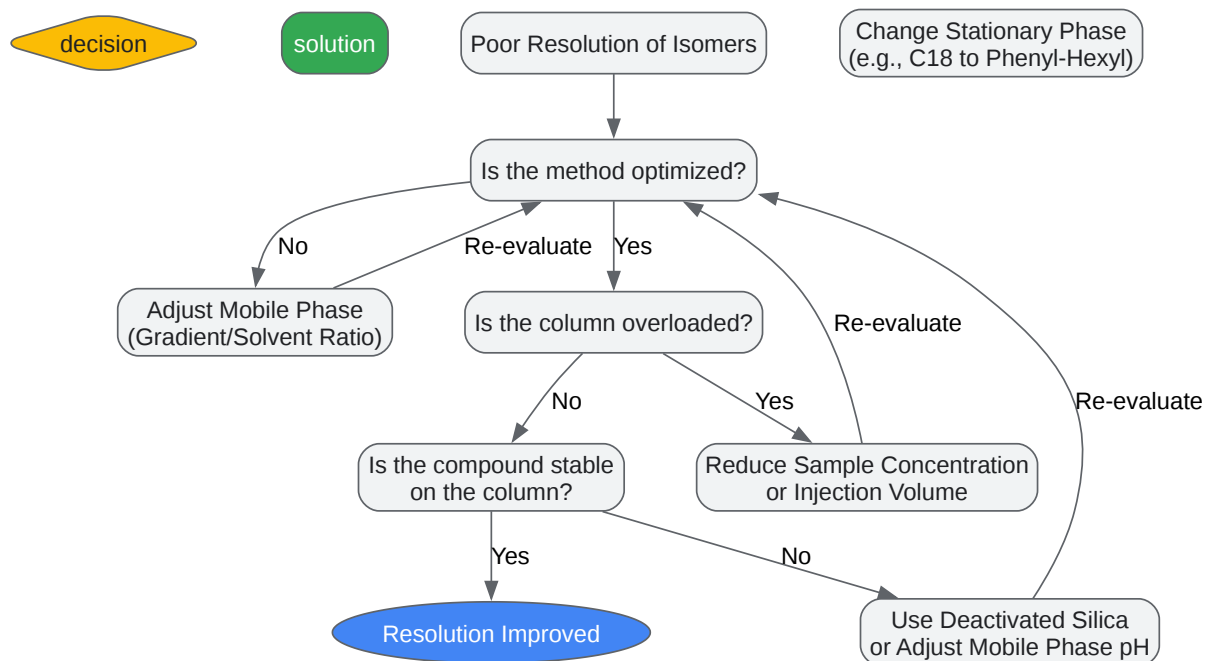 decision
solution
Poor Resolution of Isomers
Change Stationary Phase
(e.g., C18 to Phenyl-Hexyl)
Is the method optimized?
No
Re-evaluate
Yes
Adjust Mobile Phase
(Gradient/Solvent Ratio)
Is the column overloaded?
Re-evaluate
No
Yes
Re-evaluate
Is the compound stable
on the column?
Reduce Sample Concentration
or Injection Volume
Yes
No
Resolution Improved
Use Deactivated Silica
or Adjust Mobile Phase pH